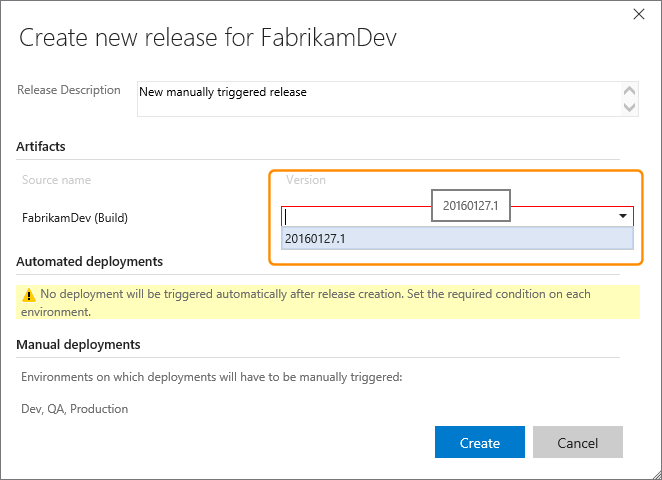 Create new release for FabrikamDev
Release Description
New manually triggered release
Artifacts
Source name
Version
FabrikamDev (Build)
20160127.1
20160127.1
Automated deployments
No deployment will be triggered automatically after release creation. Set the required condition on each
environment.
Manual deployments
Environments on which deployments will have to be manually triggered:
Dev, QA, Production
Create
Cancel